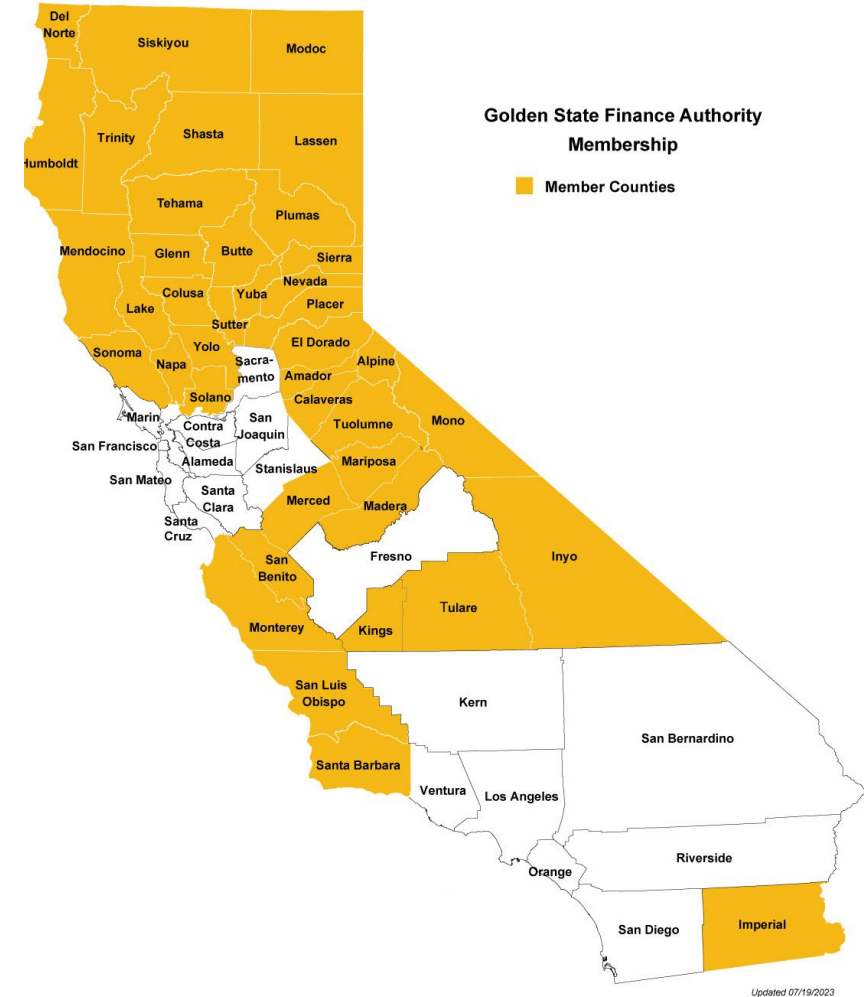 Del
Norte
Siskiyou
Modoc
Golden State Finance Authority
Membership
Member Counties
Humboldt
Trinity
Shasta
Lassen
Tehama
Plumas
Mendocino
Glenn
Butte
Sierra
Lake
Colusa
Yuba
Nevada
Placer
Sutter
Sonoma
Napa
Yolo
Sacra-
mento
El Dorado
Alpine
Solano
Amador
Calaveras
Marin
Contra
Costa
San
Joaquin
Tuolumne
Mono
San Francisco
Alameda
Stanislaus
Mariposa
San Mateo
Santa
Clara
Merced
Madera
Santa
Cruz
San
Benito
Fresno
Inyo
Monterey
Kings
Tulare
San Luis
Obispo
Kern
San Bernardino
Santa Barbara
Ventura
Los Angeles
Orange
Riverside
San Diego
Imperial
Updated 07/19/2023